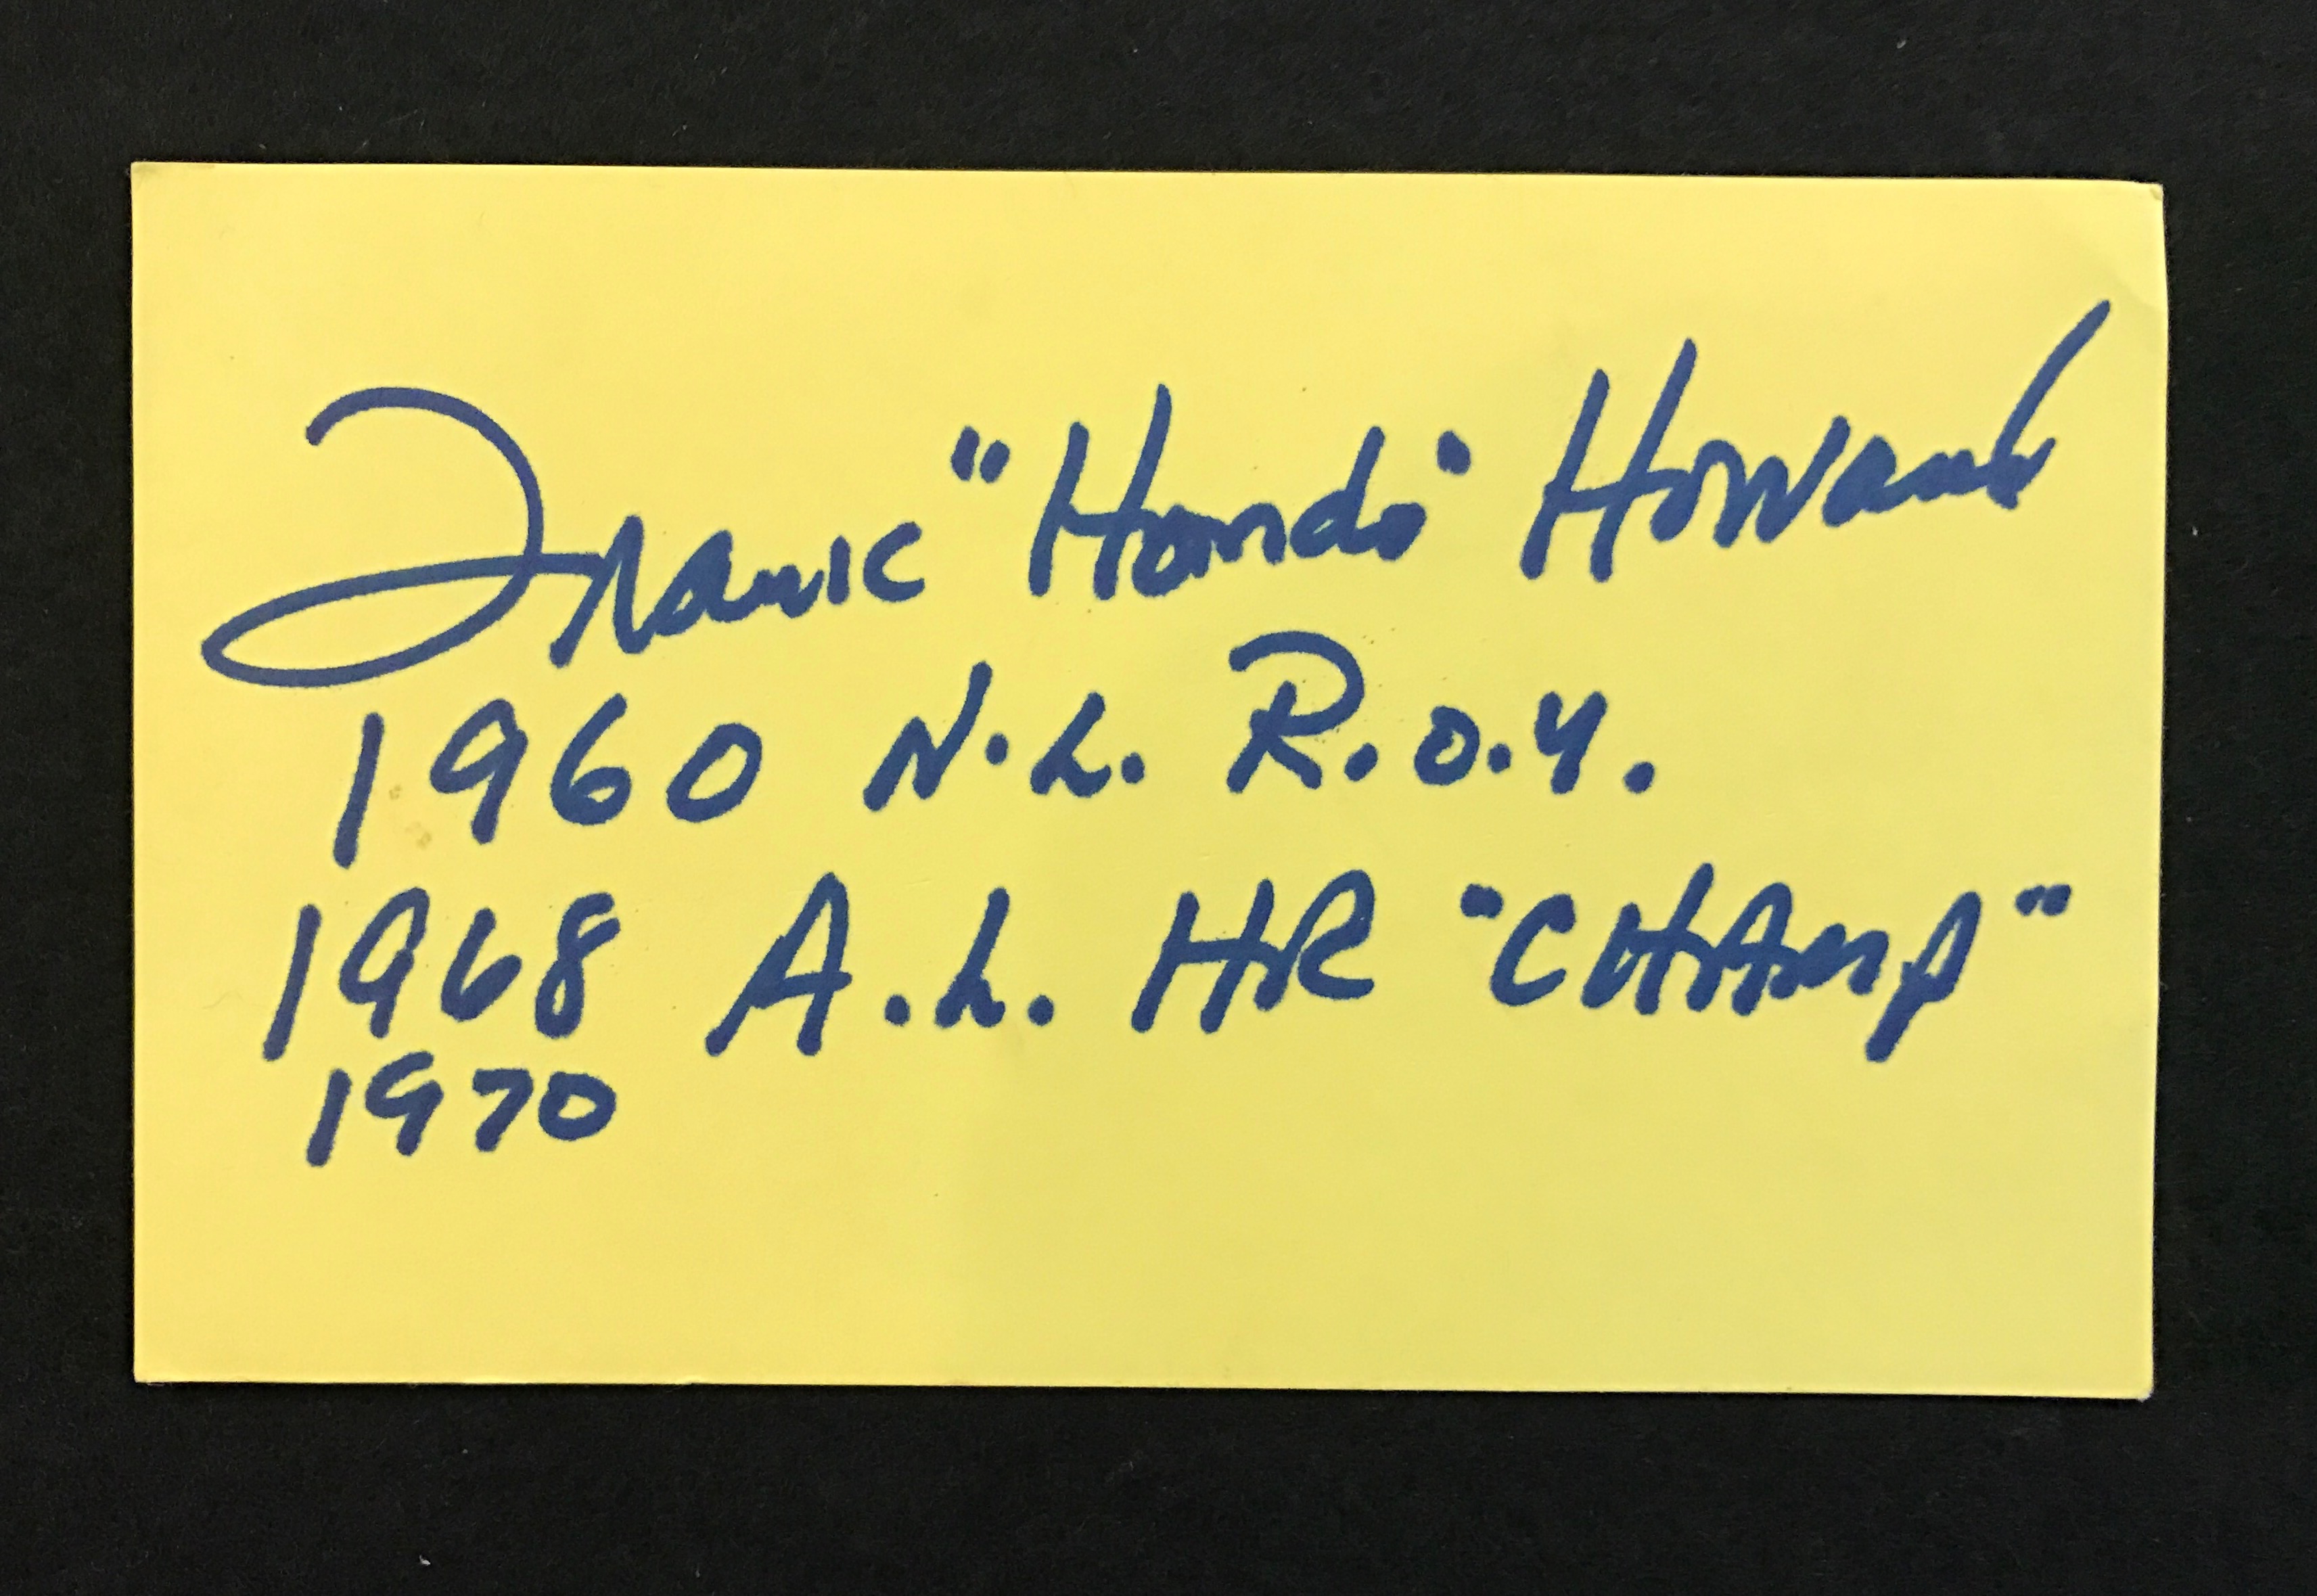 Frank "Hondo" Howard
1960 N.L. R.O.Y.
1968 A.L. HR "CHAMP"
1970